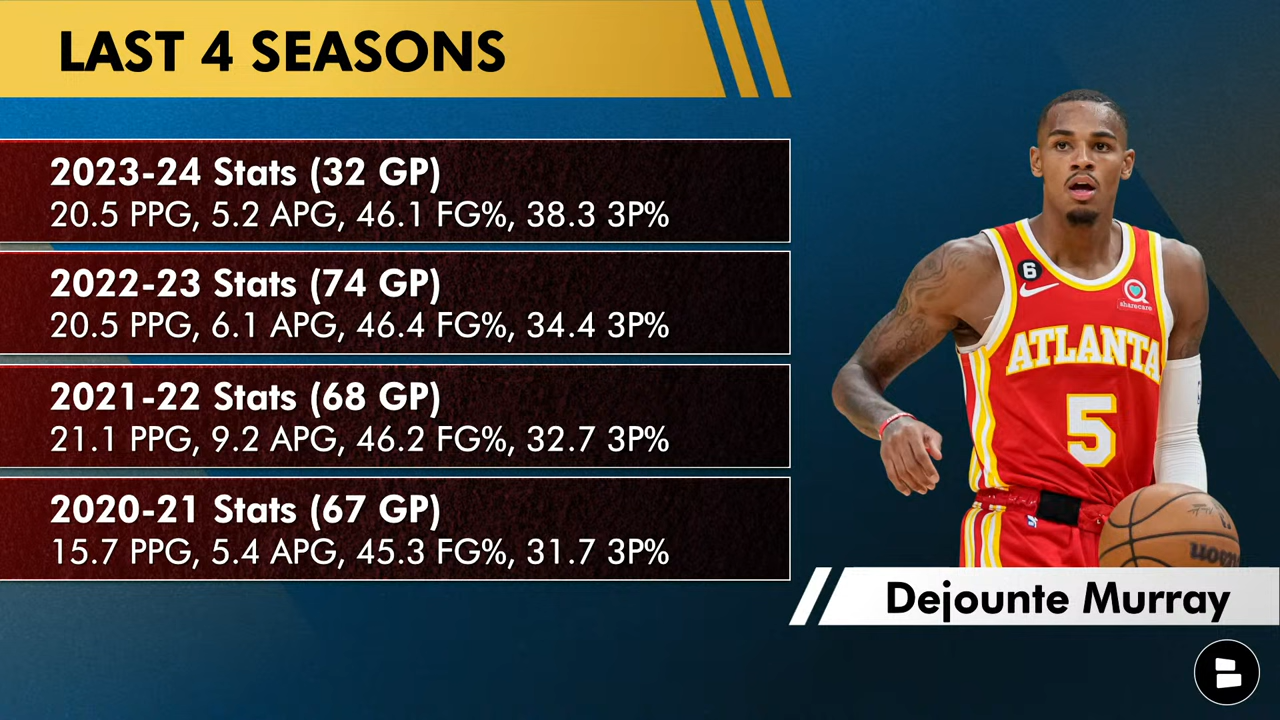 LAST 4 SEASONS
2023-24 Stats (32 GP)
20.5 PPG, 5.2 APG, 46.1 FG%, 38.3 3P%
2022-23 Stats (74 GP)
20.5 PPG, 6.1 APG, 46.4 FG%, 34.4 3P%
2021-22 Stats (68 GP)
21.1 PPG, 9.2 APG, 46.2 FG%, 32.7 3P%
2020-21 Stats (67 GP)
15.7 PPG, 5.4 APG, 45.3 FG%, 31.7 3P%
6
sharecare
ATLANTA
5
Wilson
Dejounte Murray